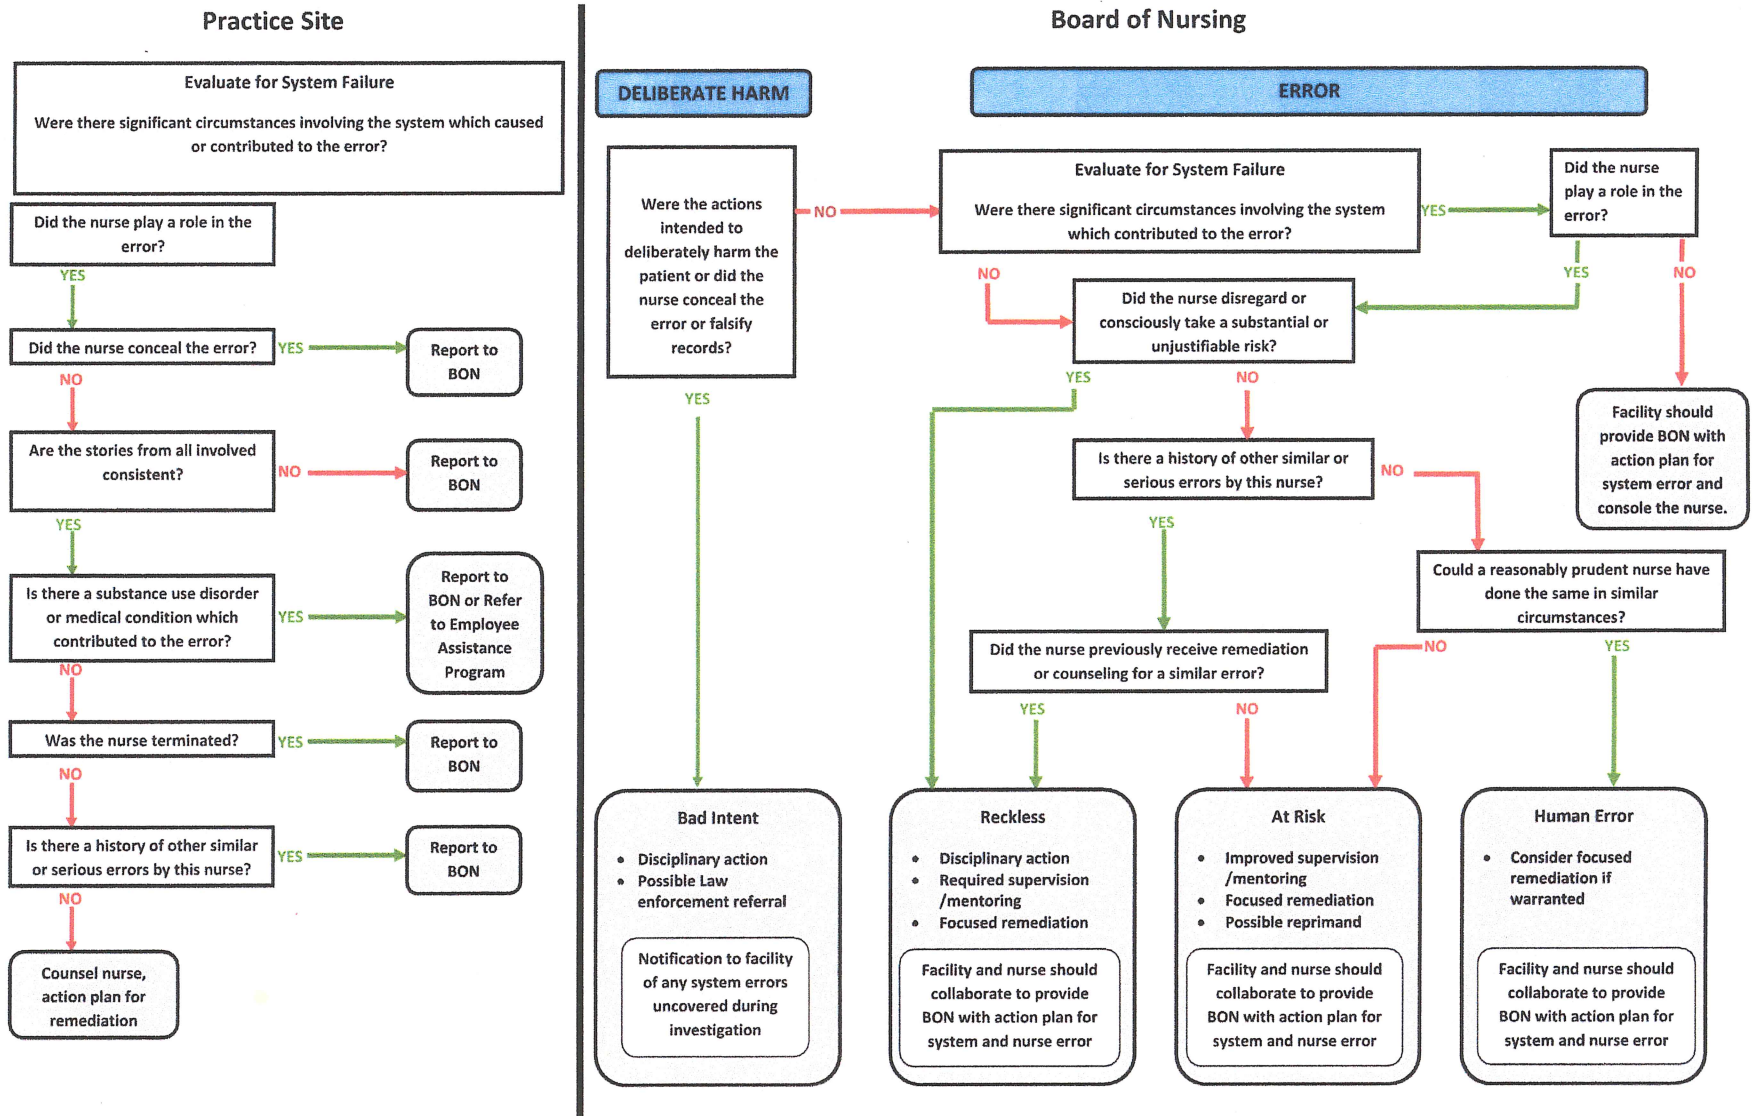 Practice Site
Evaluate for System Failure
Were there significant circumstances involving the system which caused
or contributed to the error?
Did the nurse play a role in the
error?
YES
Did the nurse conceal the error?
YES
Report to
BON
NO
Are the stories from all involved
consistent?
NO
Report to
BON
YES
Is there a substance use disorder
or medical condition which
contributed to the error?
YES
Report to
BON or Refer
to Employee
Assistance
Program
NO
Was the nurse terminated?
YES
Report to
BON
NO
Is there a history of other similar
or serious errors by this nurse?
YES
Report to
BON
NO
Counsel nurse,
action plan for
remediation
Board of Nursing
DELIBERATE HARM
ERROR
Were the actions
intended to
deliberately harm the
patient or did the
nurse conceal the
error or falsify
records?
NO
YES
Evaluate for System Failure
Were there significant circumstances involving the system
which contributed to the error?
YES
NO
Did the nurse
play a role in the
error?
YES
NO
Did the nurse disregard or
consciously take a substantial or
unjustifiable risk?
YES
NO
Facility should
provide BON with
action plan for
system error and
console the nurse.
Is there a history of other similar or
serious errors by this nurse?
NO
YES
Could a reasonably prudent nurse have
done the same in similar
circumstances?
NO
YES
Did the nurse previously receive remediation
or counseling for a similar error?
YES
NO
Bad Intent
• Disciplinary action
• Possible Law
enforcement referral
Notification to facility
of any system errors
uncovered during
investigation
Reckless
• Disciplinary action
• Required supervision
/mentoring
• Focused remediation
Facility and nurse should
collaborate to provide
BON with action plan for
system and nurse error
At Risk
• Improved supervision
/mentoring
• Focused remediation
• Possible reprimand
Facility and nurse should
collaborate to provide
BON with action plan for
system and nurse error
Human Error
• Consider focused
remediation if
warranted
Facility and nurse should
collaborate to provide
BON with action plan for
system and nurse error